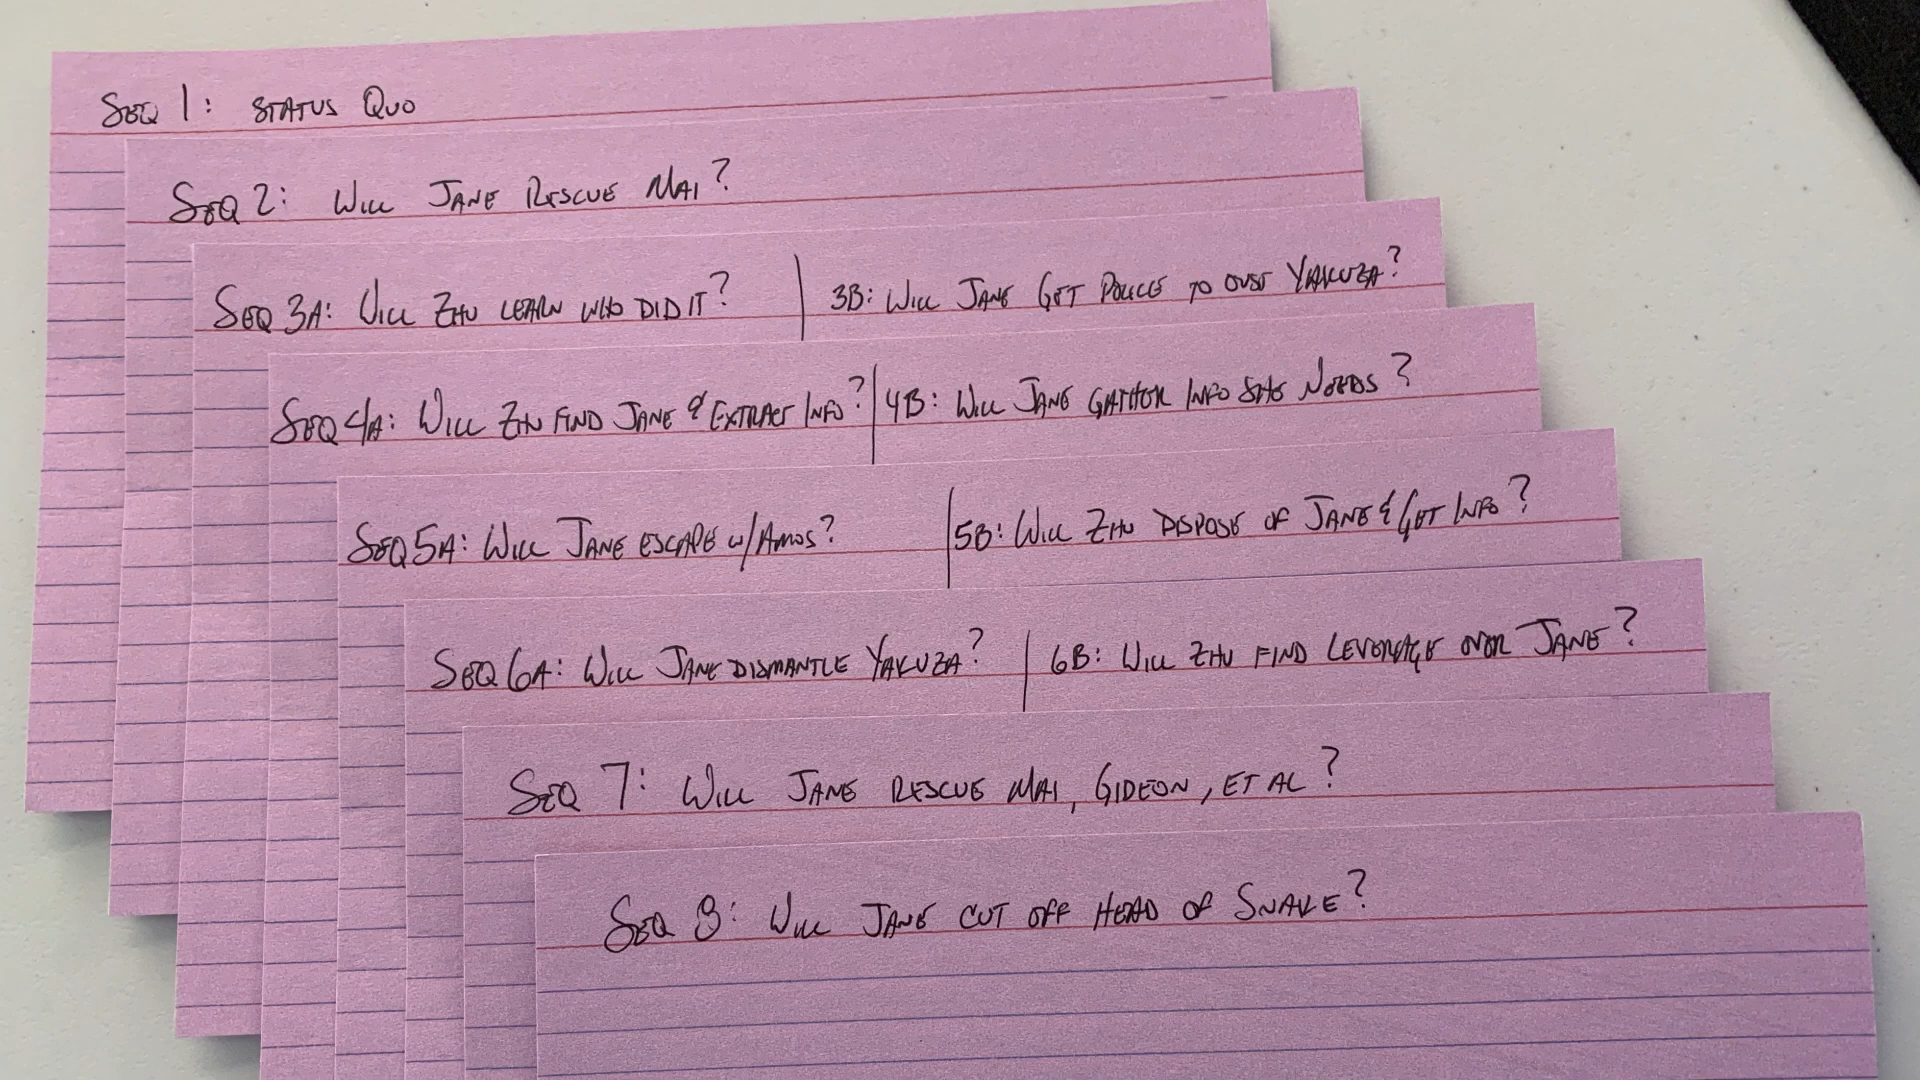 SEQ 1: STATUS QUO
SEQ 2: WILL JANE RESCUE MAI?
SEQ 3A: WILL ZHU LEARN WHO DID IT? | 3B: WILL JANE GET POLICE TO OUST YAKUZA?
SEQ 4A: WILL ZHU FIND JANE & EXTRACT INFO? | 4B: WILL JANE GATHER INFO SHE NEEDS?
SEQ 5A: WILL JANE ESCAPE W/AMOS? | 5B: WILL ZHU DISPOSE OF JANE & GET INFO?
SEQ 6A: WILL JANE DISMANTLE YAKUZA? | 6B: WILL ZHU FIND LEVERAGE OVER JANE?
SEQ 7: WILL JANE RESCUE MAI, GIDEON, ET AL?
SEQ 8: WILL JANE CUT OFF HEAD OF SNAKE?